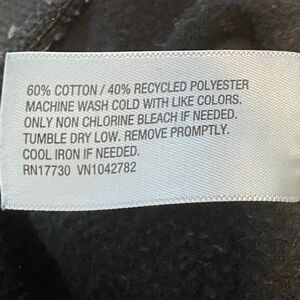 60% COTTON / 40% RECYCLED POLYESTER
MACHINE WASH COLD WITH LIKE COLORS.
ONLY NON CHLORINE BLEACH IF NEEDED.
TUMBLE DRY LOW. REMOVE PROMPTLY.
COOL IRON IF NEEDED.
RN17730 VN1042782